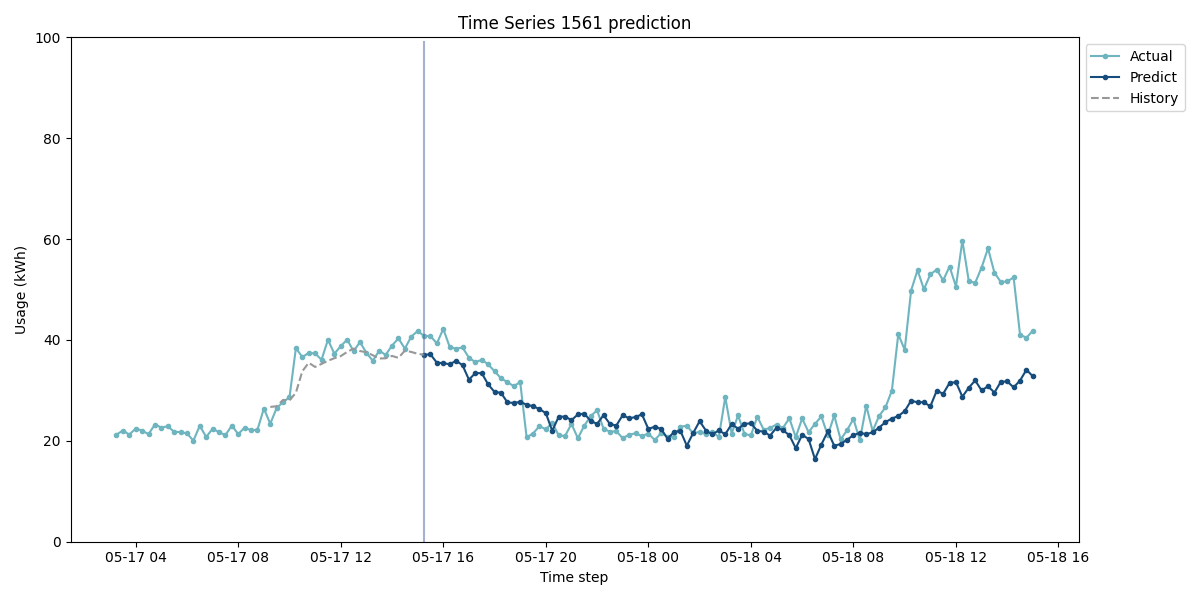 Time Series 1561 prediction
Actual
Predict
History
Usage (kWh)
100
80
60
40
20
0
05-17 04
05-17 08
05-17 12
05-17 16
05-17 20
05-18 00
05-18 04
05-18 08
05-18 12
05-18 16
Time step